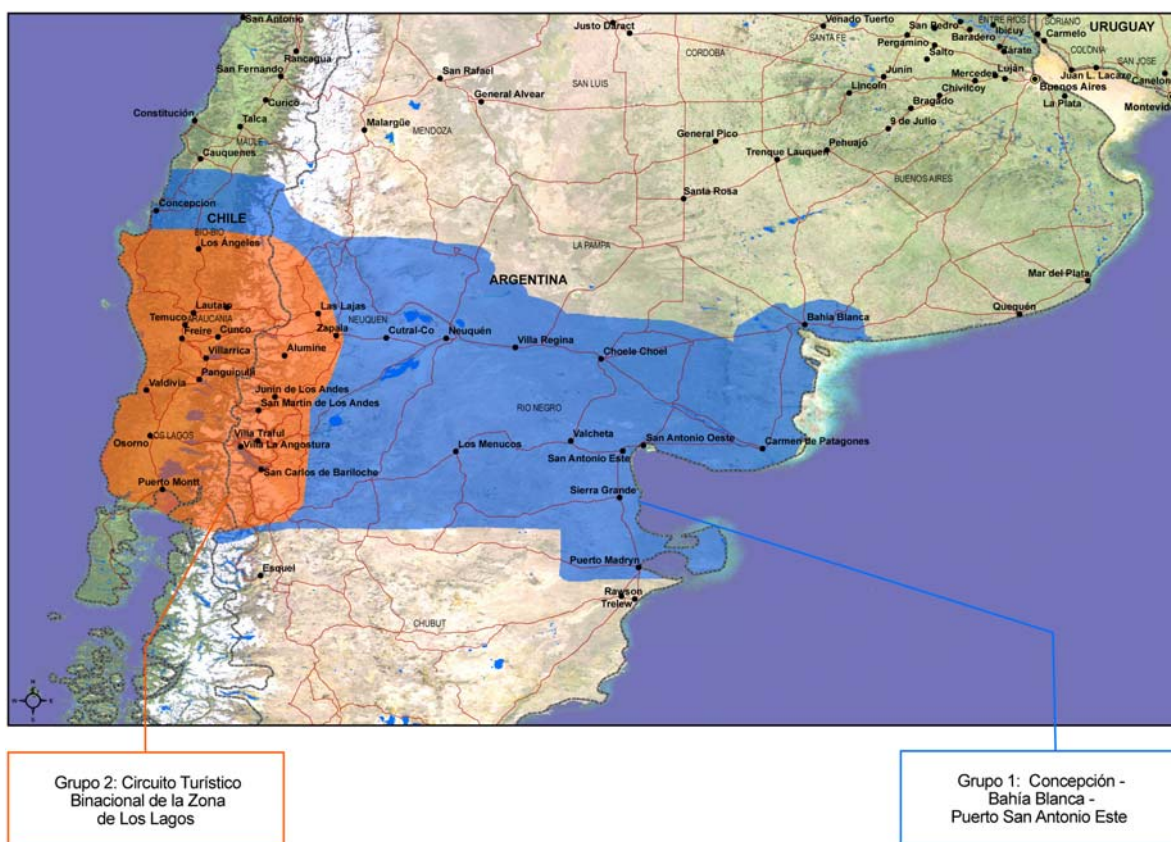 San Antonio
Rancagua
San Fernando
Curicó
Constitución
Talca
MAULE
Cauquenes
Concepcion
CHILE
BIO-BIO
Los Ángeles
Lautaro
Temuco
ARAUCANIA
Freire
Cunco
Villarrica
Panguipulli
Valdivia
LOS LAGOS
Osorno
Puerto Montt
Justo Daract
San Rafael
General Alvear
Malargüe
MENDOZA
SAN LUIS
CORDOBA
General Pico
Santa Rosa
LA PAMPA
ARGENTINA
Venado Tuerto
SANTA FE
San Pedro
Pergamino
Salto
Baradero
ENTRE RÍOS
Ibicuy
Zárate
SORIANO
Carmelo
URUGUAY
COLONIA
SAN JOSE
Juan L. Lacaze
Canelon
Montevid
Junín
Lincoln
Mercedes
Luján
Buenos Aires
La Plata
Chivilcoy
Bragado
9 de Julio
Pehuajó
Trenque Lauquen
BUENOS AIRES
Mar del Plata
Quequén
Bahía Blanca
Las Lajas
NEUQUEN
Zapala
Cutral-Co
Neuquén
Villa Regina
Choele Choel
Alumine
Junin de Los Andes
San Martin de Los Andes
Villa Traful
Villa La Angostura
San Carlos de Bariloche
RIO NEGRO
Los Menucos
Valcheta
San Antonio Oeste
San Antonio Este
Carmen de Patagones
Sierra Grande
Puerto Madryn
Esquel
Rawson
Trelew
CHUBUT
N
E
S
Grupo 2: Circuito Turístico
Binacional de la Zona
de Los Lagos
Grupo 1: Concepción -
Bahía Blanca -
Puerto San Antonio Este